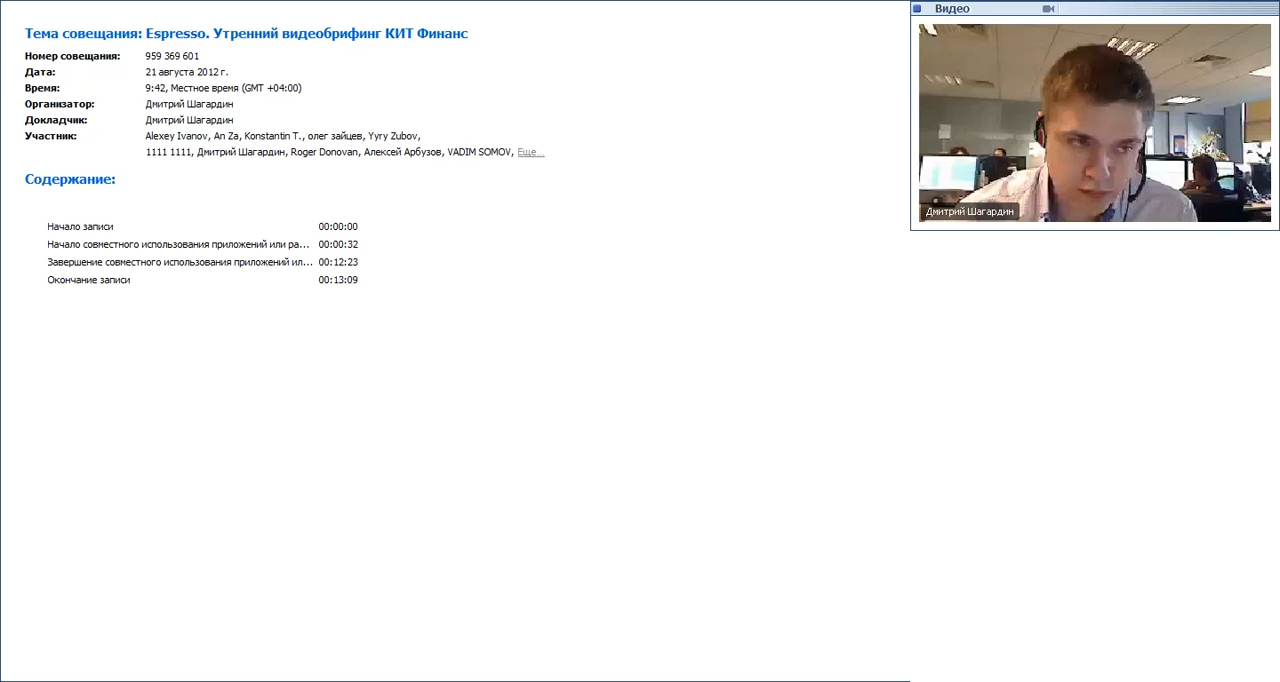 Тема совещания: Espresso. Утренний видеобрифинг КИТ Финанс
Номер совещания: 959 369 601
Дата: 21 августа 2012 г.
Время: 9:42, Местное время (GMT +04:00)
Организатор: Дмитрий Шагардин
Докладчик: Дмитрий Шагардин
Участник: Alexey Ivanov, An Za, Konstantin T., олег зайцев, Yyry Zubov,
1111 1111, Дмитрий Шагардин, Roger Donovan, Алексей Арбузов, VADIM SOMOV, Еще...
Содержание:
Начало записи 00:00:00
Начало совместного использования приложений или ра... 00:00:32
Завершение совместного использования приложений ил... 00:12:23
Окончание записи 00:13:09
Видео
Дмитрий Шагардин